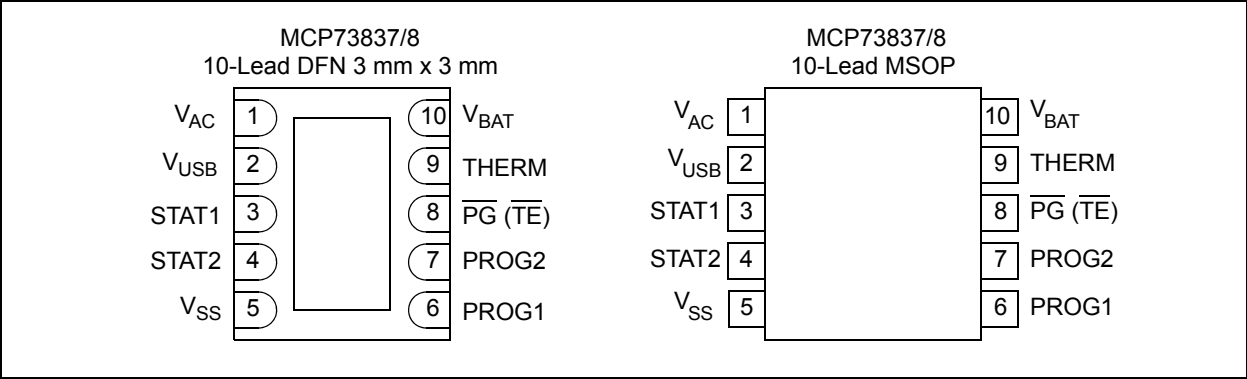 MCP73837/8
10-Lead DFN 3 mm x 3 mm
VAC 1 10 VBAT
VUSB 2 9 THERM
STAT1 3 8 PG (TE)
STAT2 4 7 PROG2
VSS 5 6 PROG1
MCP73837/8
10-Lead MSOP
VAC 1 10 VBAT
VUSB 2 9 THERM
STAT1 3 8 PG (TE)
STAT2 4 7 PROG2
VSS 5 6 PROG1